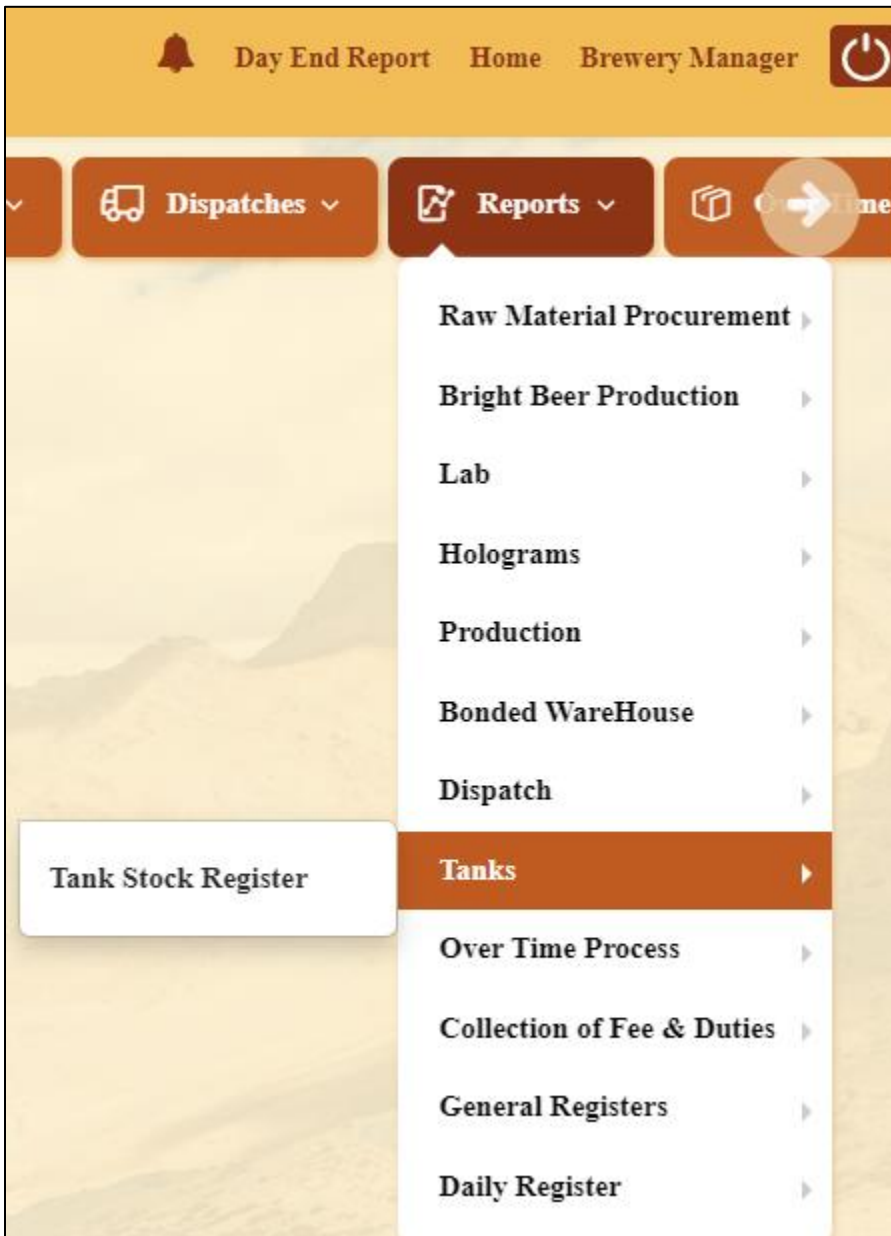 Day End Report Home Brewery Manager
Dispatches Reports Time
Raw Material Procurement
Bright Beer Production
Lab
Holograms
Production
Bonded WareHouse
Dispatch
Tank Stock Register Tanks
Over Time Process
Collection of Fee & Duties
General Registers
Daily Register